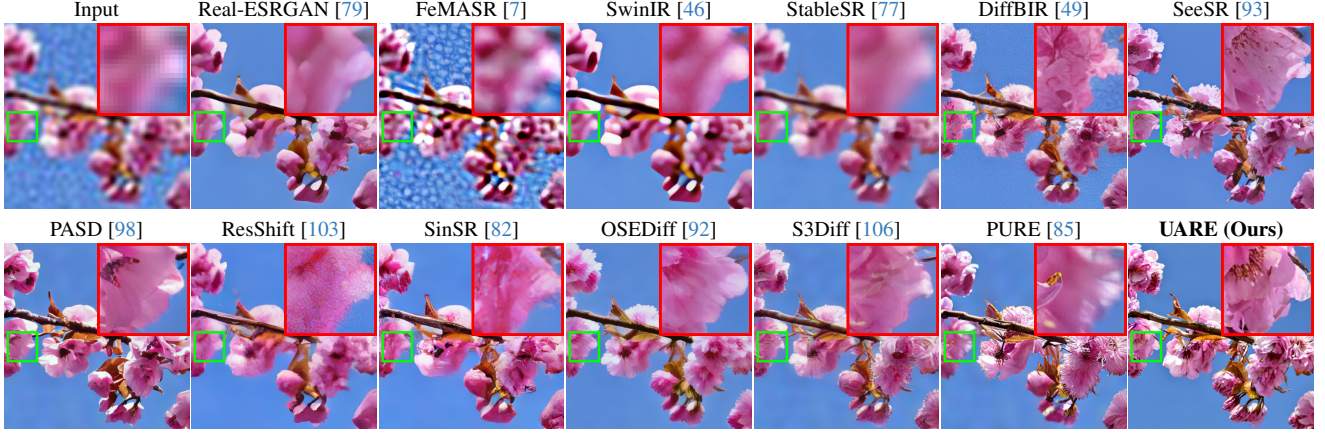 Input Real-ESRGAN [79] FeMASR [7] SwinIR [46] StableSR [77] DiffBIR [49] SeeSR [93]
PASD [98] ResShift [103] SinSR [82] OSEDiff [92] S3Diff [106] PURE [85] UARE (Ours)